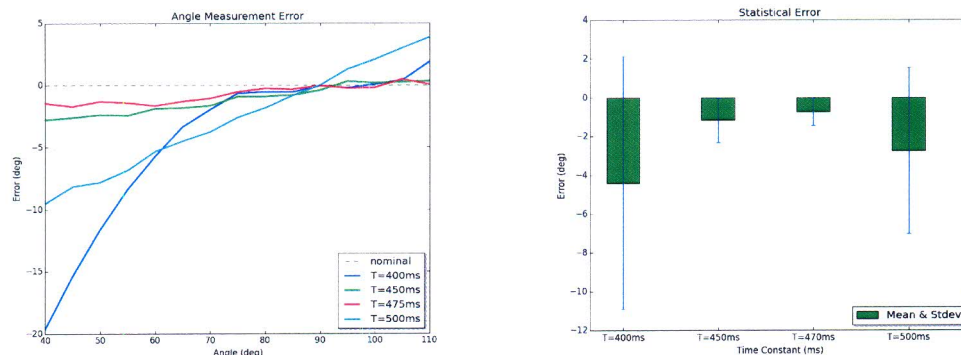 Angle Measurement Error
5
0
−5
−10
−15
−20
Error (deg)
40
50
60
70
80
90
100
110
Angle (deg)
nominal
T=400ms
T=450ms
T=475ms
T=500ms
Statistical Error
4
2
0
−2
−4
−6
−8
−10
−12
Error (deg)
T=400ms
T=450ms
T=470ms
T=500ms
Time Constant (ms)
Mean & Stdev